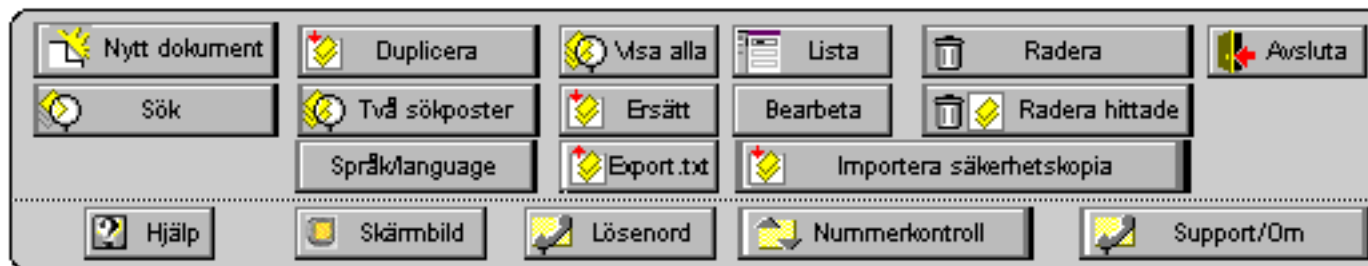 Nytt dokument Duplicera Visa alla Lista Radera Avsluta
Sök Två sökposter Ersätt Bearbeta Radera hittade
Språk/language Export.txt Importera säkerhetskopia
Hjälp Skärmbild Lösenord Nummerkontroll Support/Om